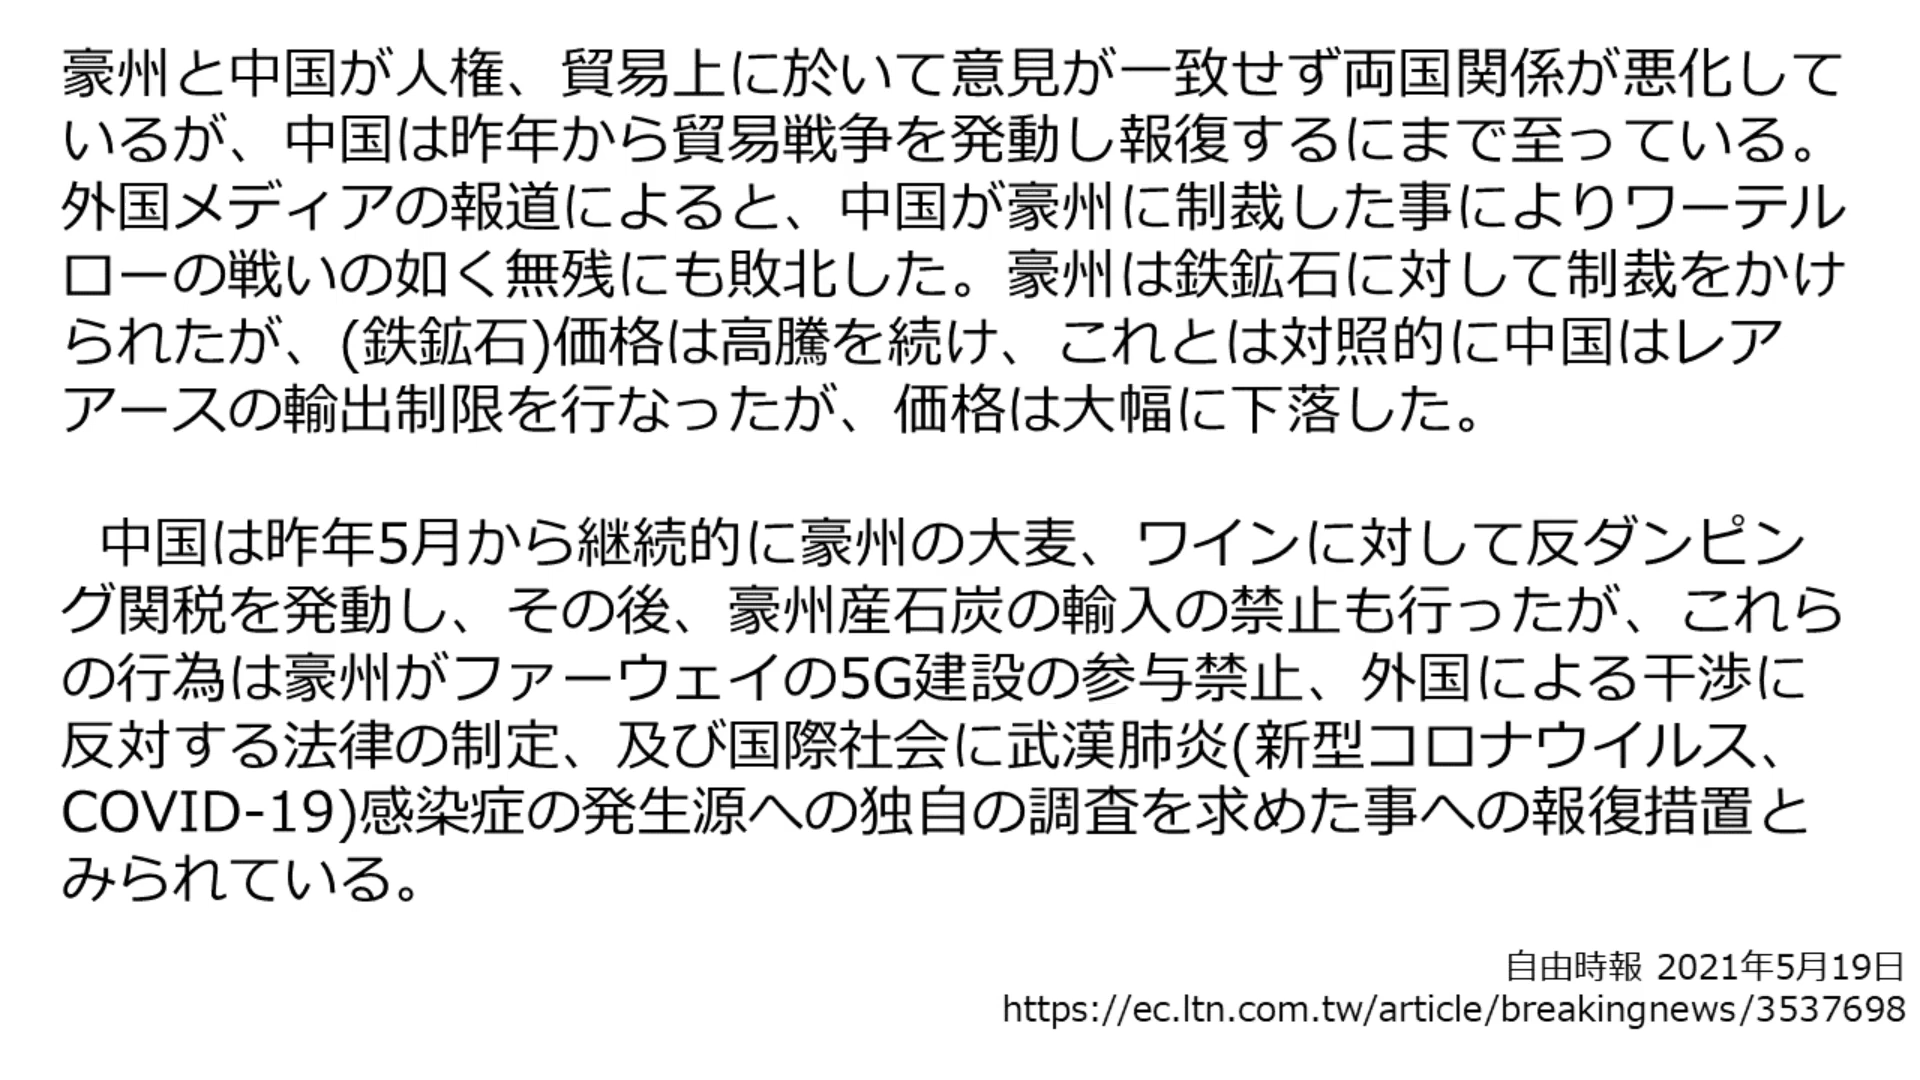 豪州と中国が人権、貿易上に於いて意見が一致せず両国関係が悪化して
いるが、中国は昨年から貿易戦争を発動し報復するにまで至っている。
外国メディアの報道によると、中国が豪州に制裁した事によりワーテル
ローの戦いの如く無残にも敗北した。豪州は鉄鉱石に対して制裁をかけ
られたが、(鉄鉱石)価格は高騰を続け、これとは対照的に中国はレア
アースの輸出制限を行なったが、価格は大幅に下落した。
中国は昨年5月から継続的に豪州の大麦、ワインに対して反ダンピン
グ関税を発動し、その後、豪州産石炭の輸入の禁止も行ったが、これら
の行為は豪州がファーウェイの5G建設の参与禁止、外国による干渉に
反対する法律の制定、及び国際社会に武漢肺炎(新型コロナウイルス、
COVID-19)感染症の発生源への独自の調査を求めた事への報復措置と
みられている。
自由時報 2021年5月19日
https://ec.ltn.com.tw/article/breakingnews/3537698